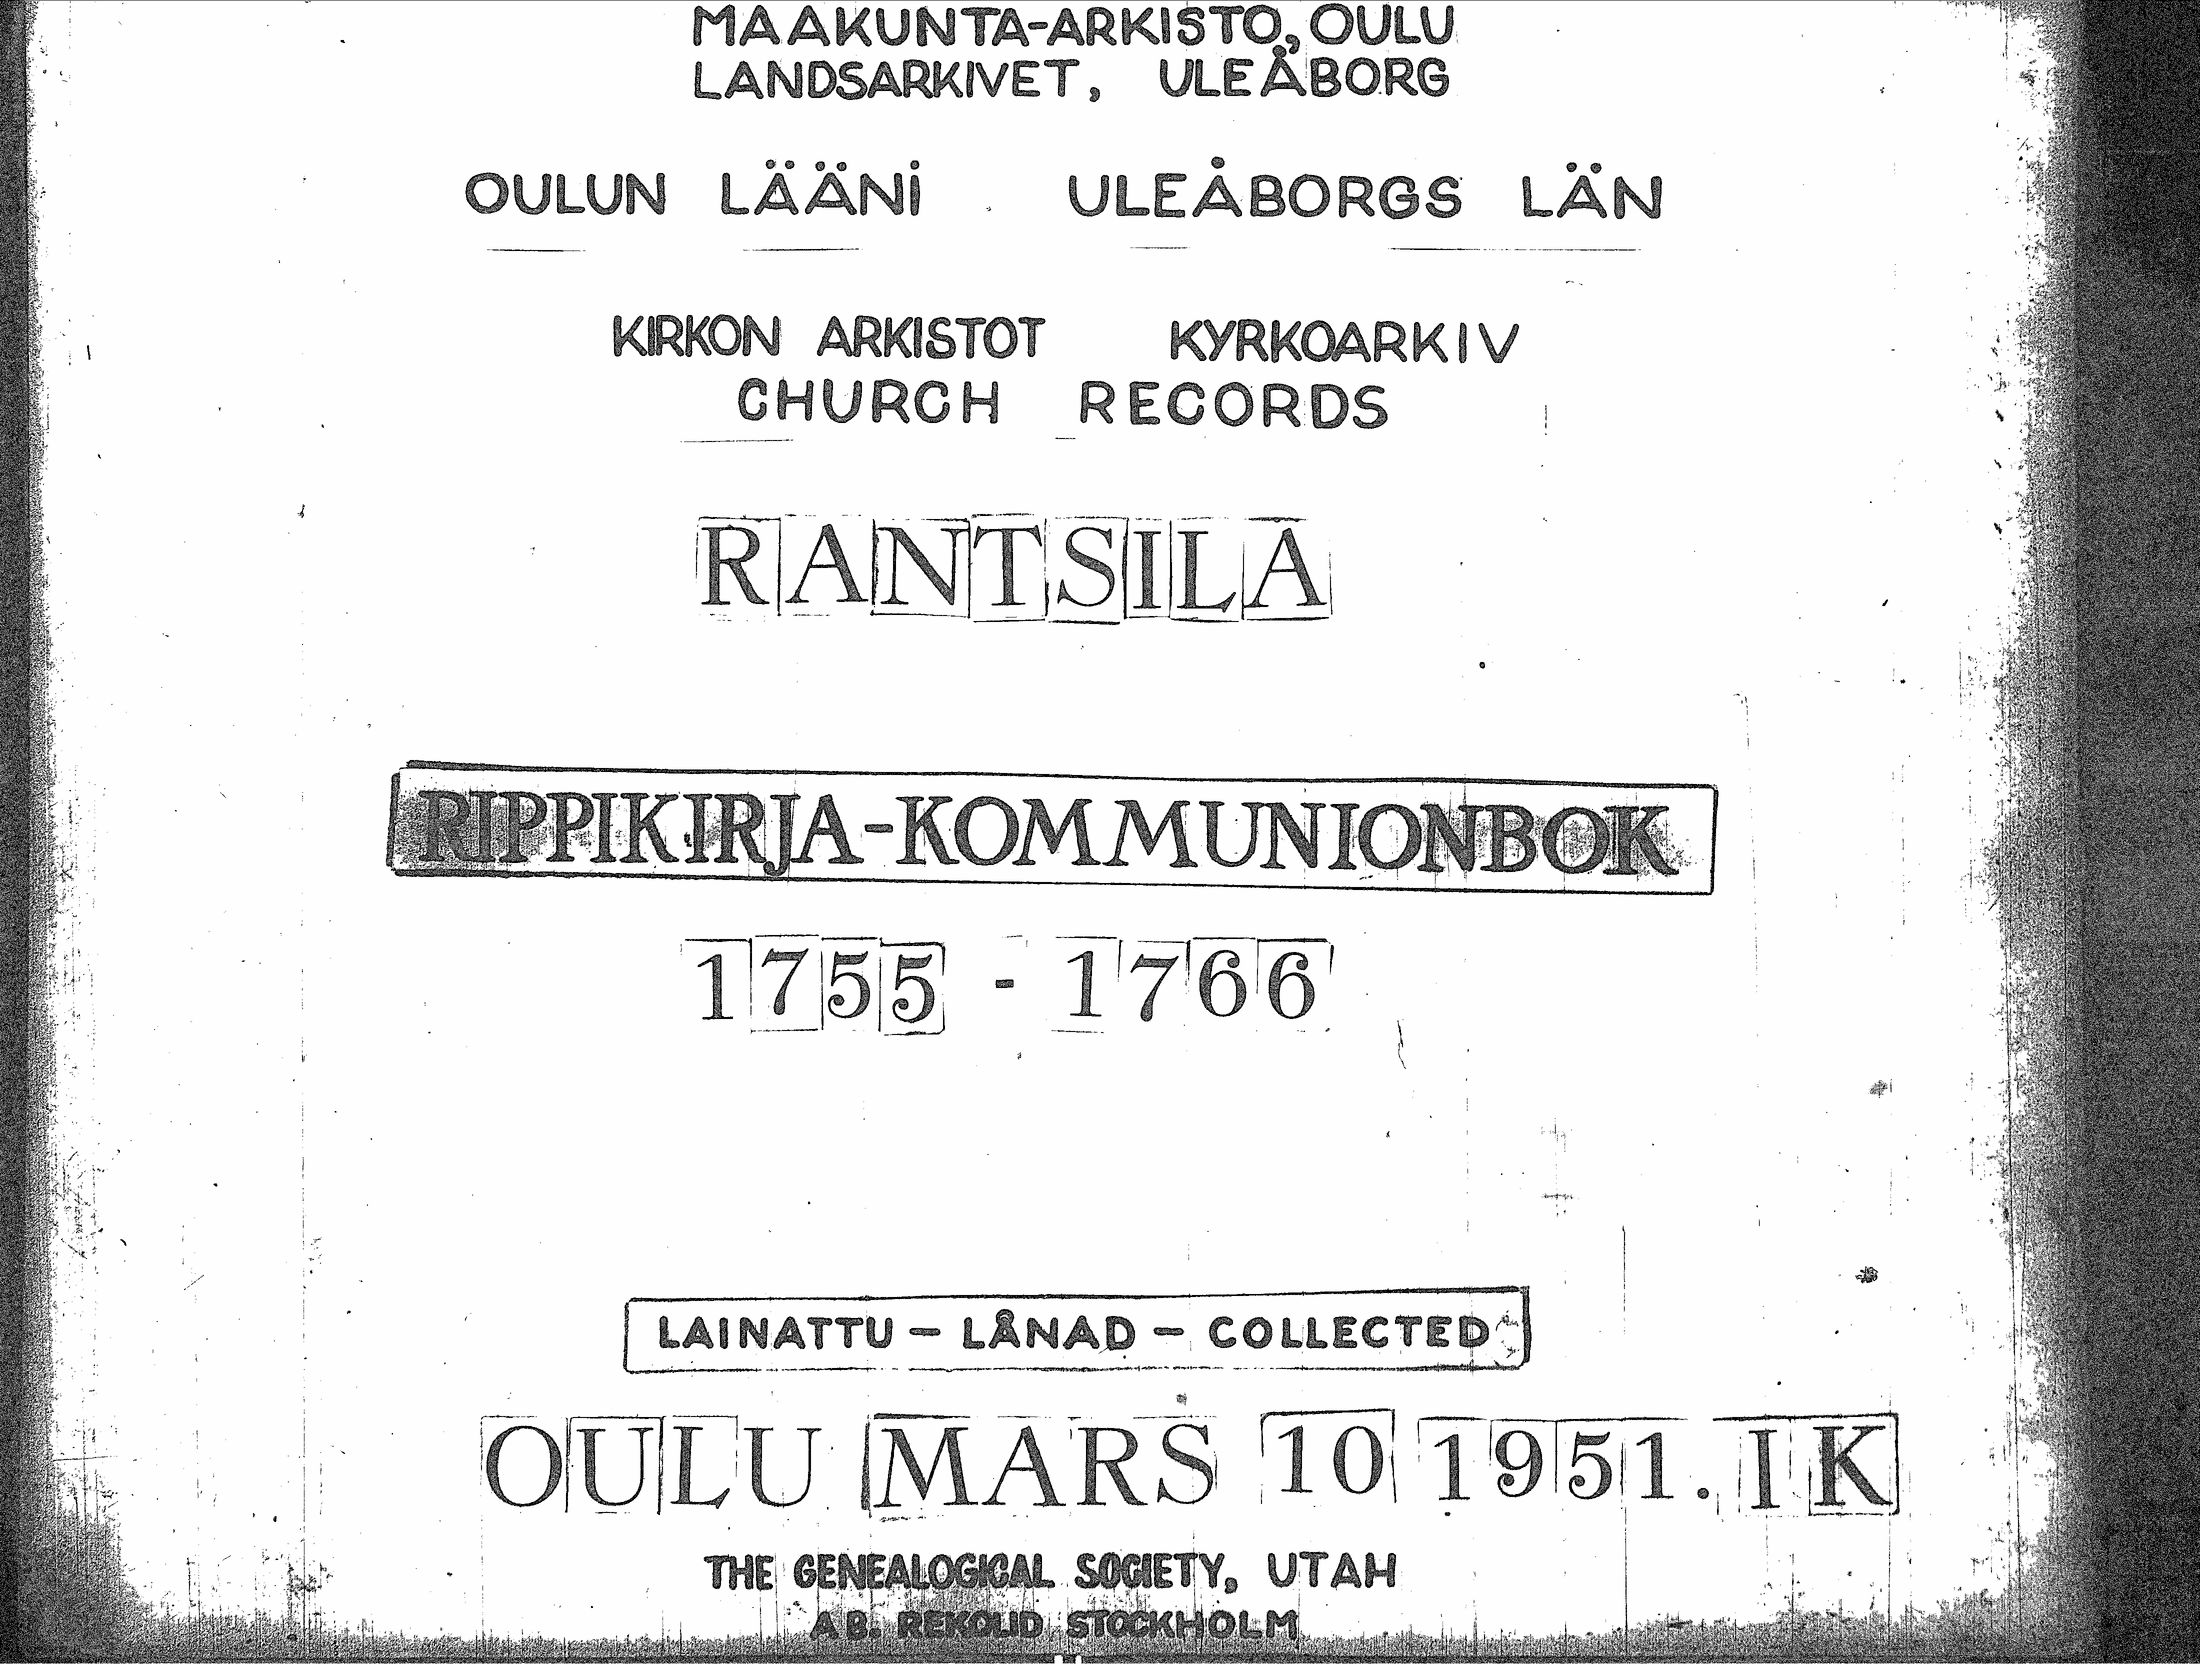 MAAKUNTA-ARKISTO, OULU
LANDSARKIVET, ULEÅBORG
OULUN LÄÄNI ULEÅBORGS LÄN
KIRKON ARKISTOT KYRKOARKIV
CHURCH RECORDS
RANTSILA
RIPPIKIRJA-KOMMUNIONBOK
1755 - 1766
LAINATTU - LÅNAD - COLLECTED
OULU MARS 10 1951. IK
THE GENEALOGICAL SOCIETY, UTAH
AB. REKOLID STOCKHOLM